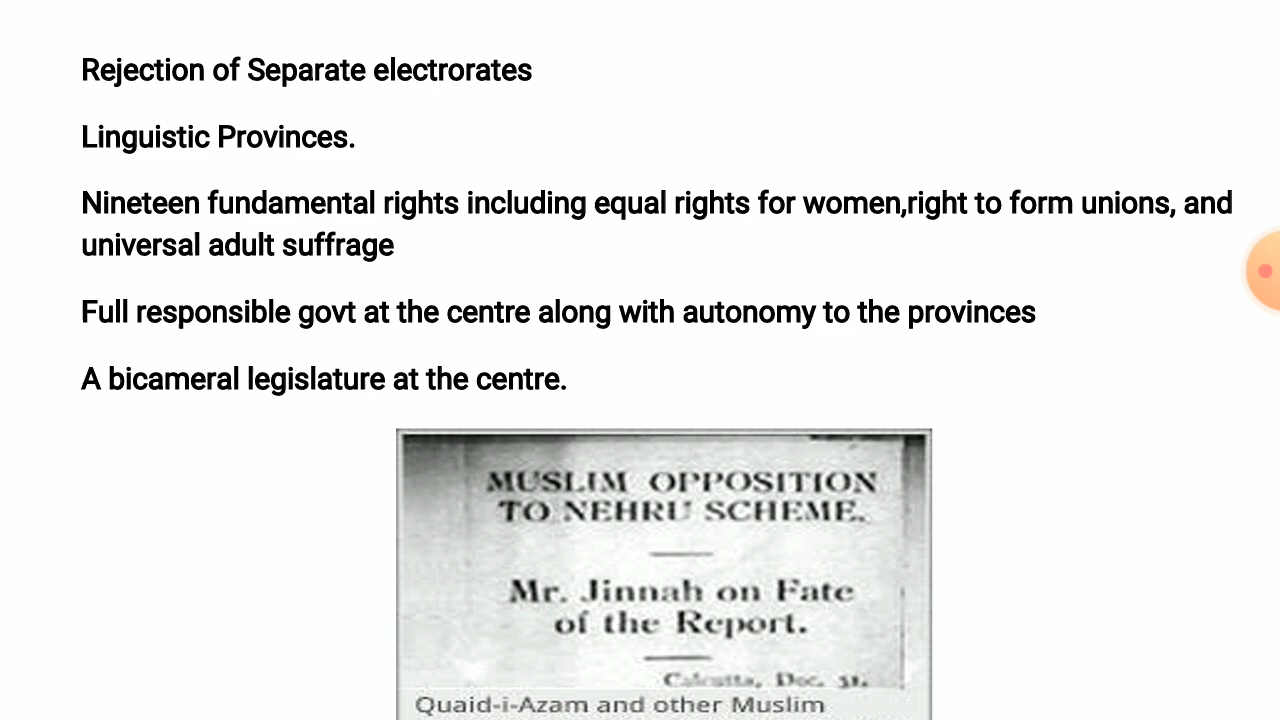 Rejection of Separate electrorates
Linguistic Provinces.
Nineteen fundamental rights including equal rights for women,right to form unions, and
universal adult suffrage
Full responsible govt at the centre along with autonomy to the provinces
A bicameral legislature at the centre.
MUSLIM OPPOSITION
TO NEHRU SCHEME.
Mr. Jinnah on Fate
of the Report.
Calcutta, Dec. 31.
Quaid-i-Azam and other Muslim